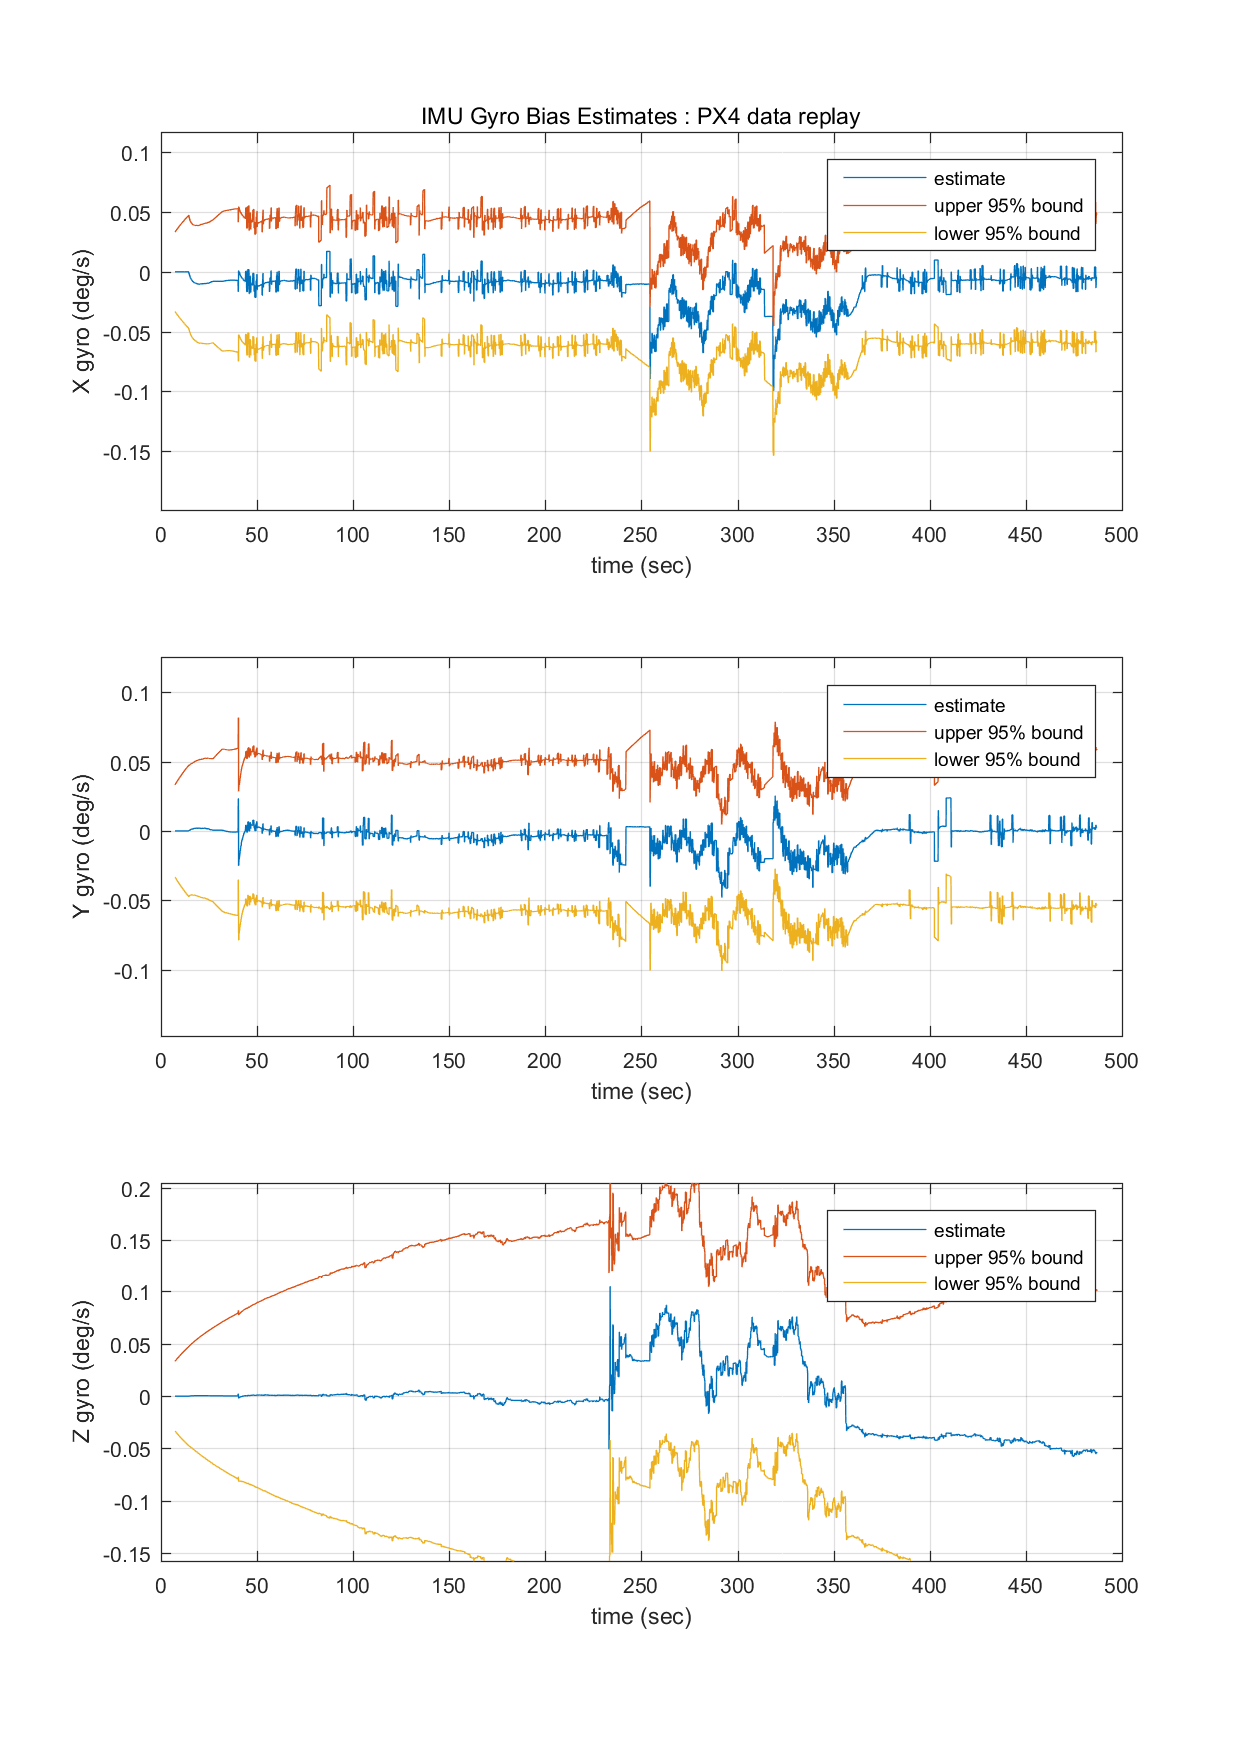 IMU Gyro Bias Estimates : PX4 data replay
0.1
0.05
0
-0.05
-0.1
-0.15
X gyro (deg/s)
estimate
upper 95% bound
lower 95% bound
0 50 100 150 200 250 300 350 400 450 500
time (sec)
0.1
0.05
0
-0.05
-0.1
Y gyro (deg/s)
estimate
upper 95% bound
lower 95% bound
0 50 100 150 200 250 300 350 400 450 500
time (sec)
0.2
0.15
0.1
0.05
0
-0.05
-0.1
-0.15
Z gyro (deg/s)
estimate
upper 95% bound
lower 95% bound
0 50 100 150 200 250 300 350 400 450 500
time (sec)